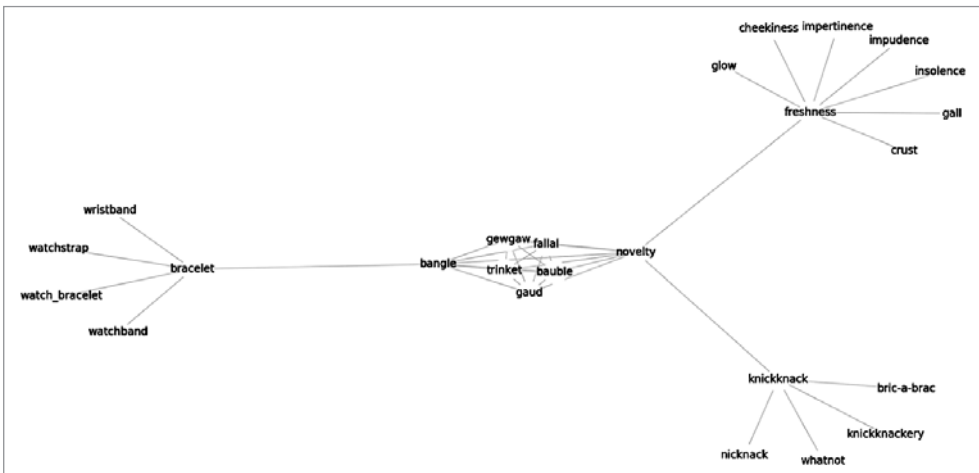 cheekiness
impertinence
impudence
glow
insolence
freshness
gall
crust
wristband
gewgaw
fallal
watchstrap
novelty
bracelet
bangle
trinket
bauble
watch_bracelet
gaud
watchband
knickknack
bric-a-brac
knickknackery
nicknack
whatnot